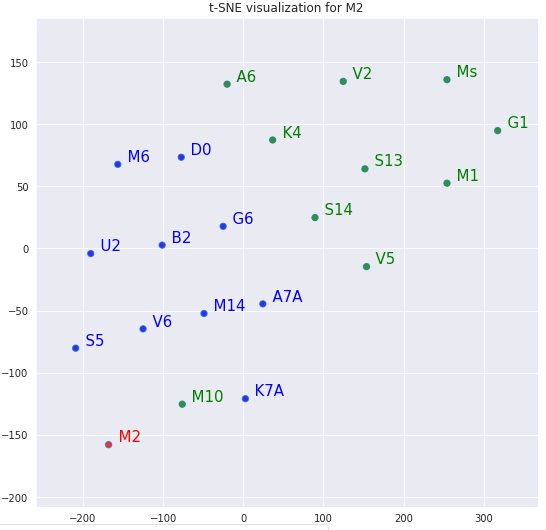 t-SNE visualization for M2
150
100
50
0
−50
−100
−150
−200
A6
V2
Ms
G1
K4
M6
D0
S13
M1
S14
G6
U2
B2
V5
A7A
M14
V6
S5
M10
K7A
M2
−200
−100
0
100
200
300